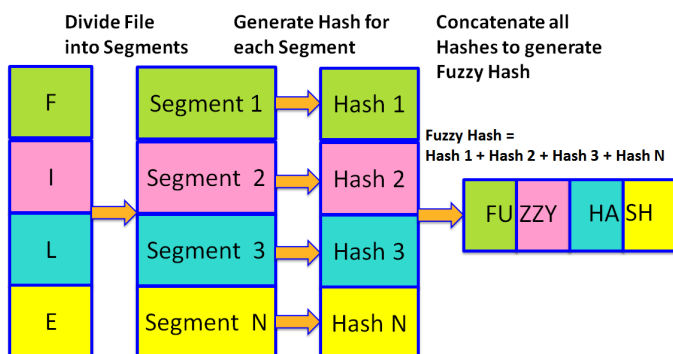 Divide File
into Segments
Generate Hash for
each Segment
Concatenate all
Hashes to generate
Fuzzy Hash
F
Segment 1
Hash 1
Fuzzy Hash =
Hash 1 + Hash 2 + Hash 3 + Hash N
I
Segment 2
Hash 2
FU ZZY HA SH
L
Segment 3
Hash 3
E
Segment N
Hash N